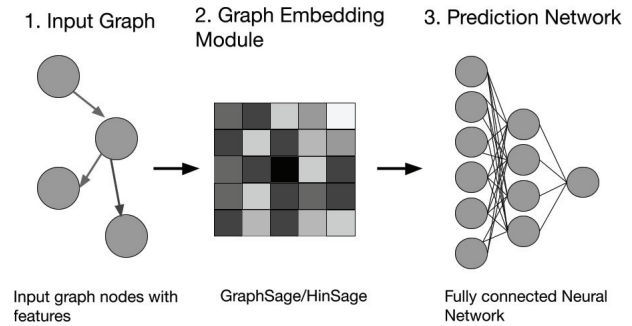 1. Input Graph
2. Graph Embedding
Module
3. Prediction Network
Input graph nodes with
features
GraphSage/HinSage
Fully connected Neural
Network